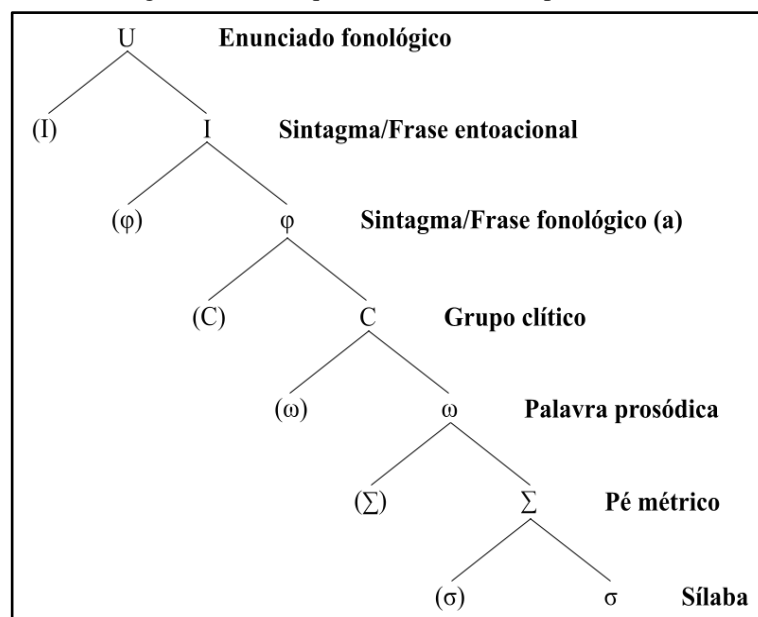 U Enunciado fonológico
(I) I Sintagma/Frase entoacional
(φ) φ Sintagma/Frase fonológico (a)
(C) C Grupo clítico
(ω) ω Palavra prosódica
(∑) ∑ Pé métrico
(σ) σ Sílaba